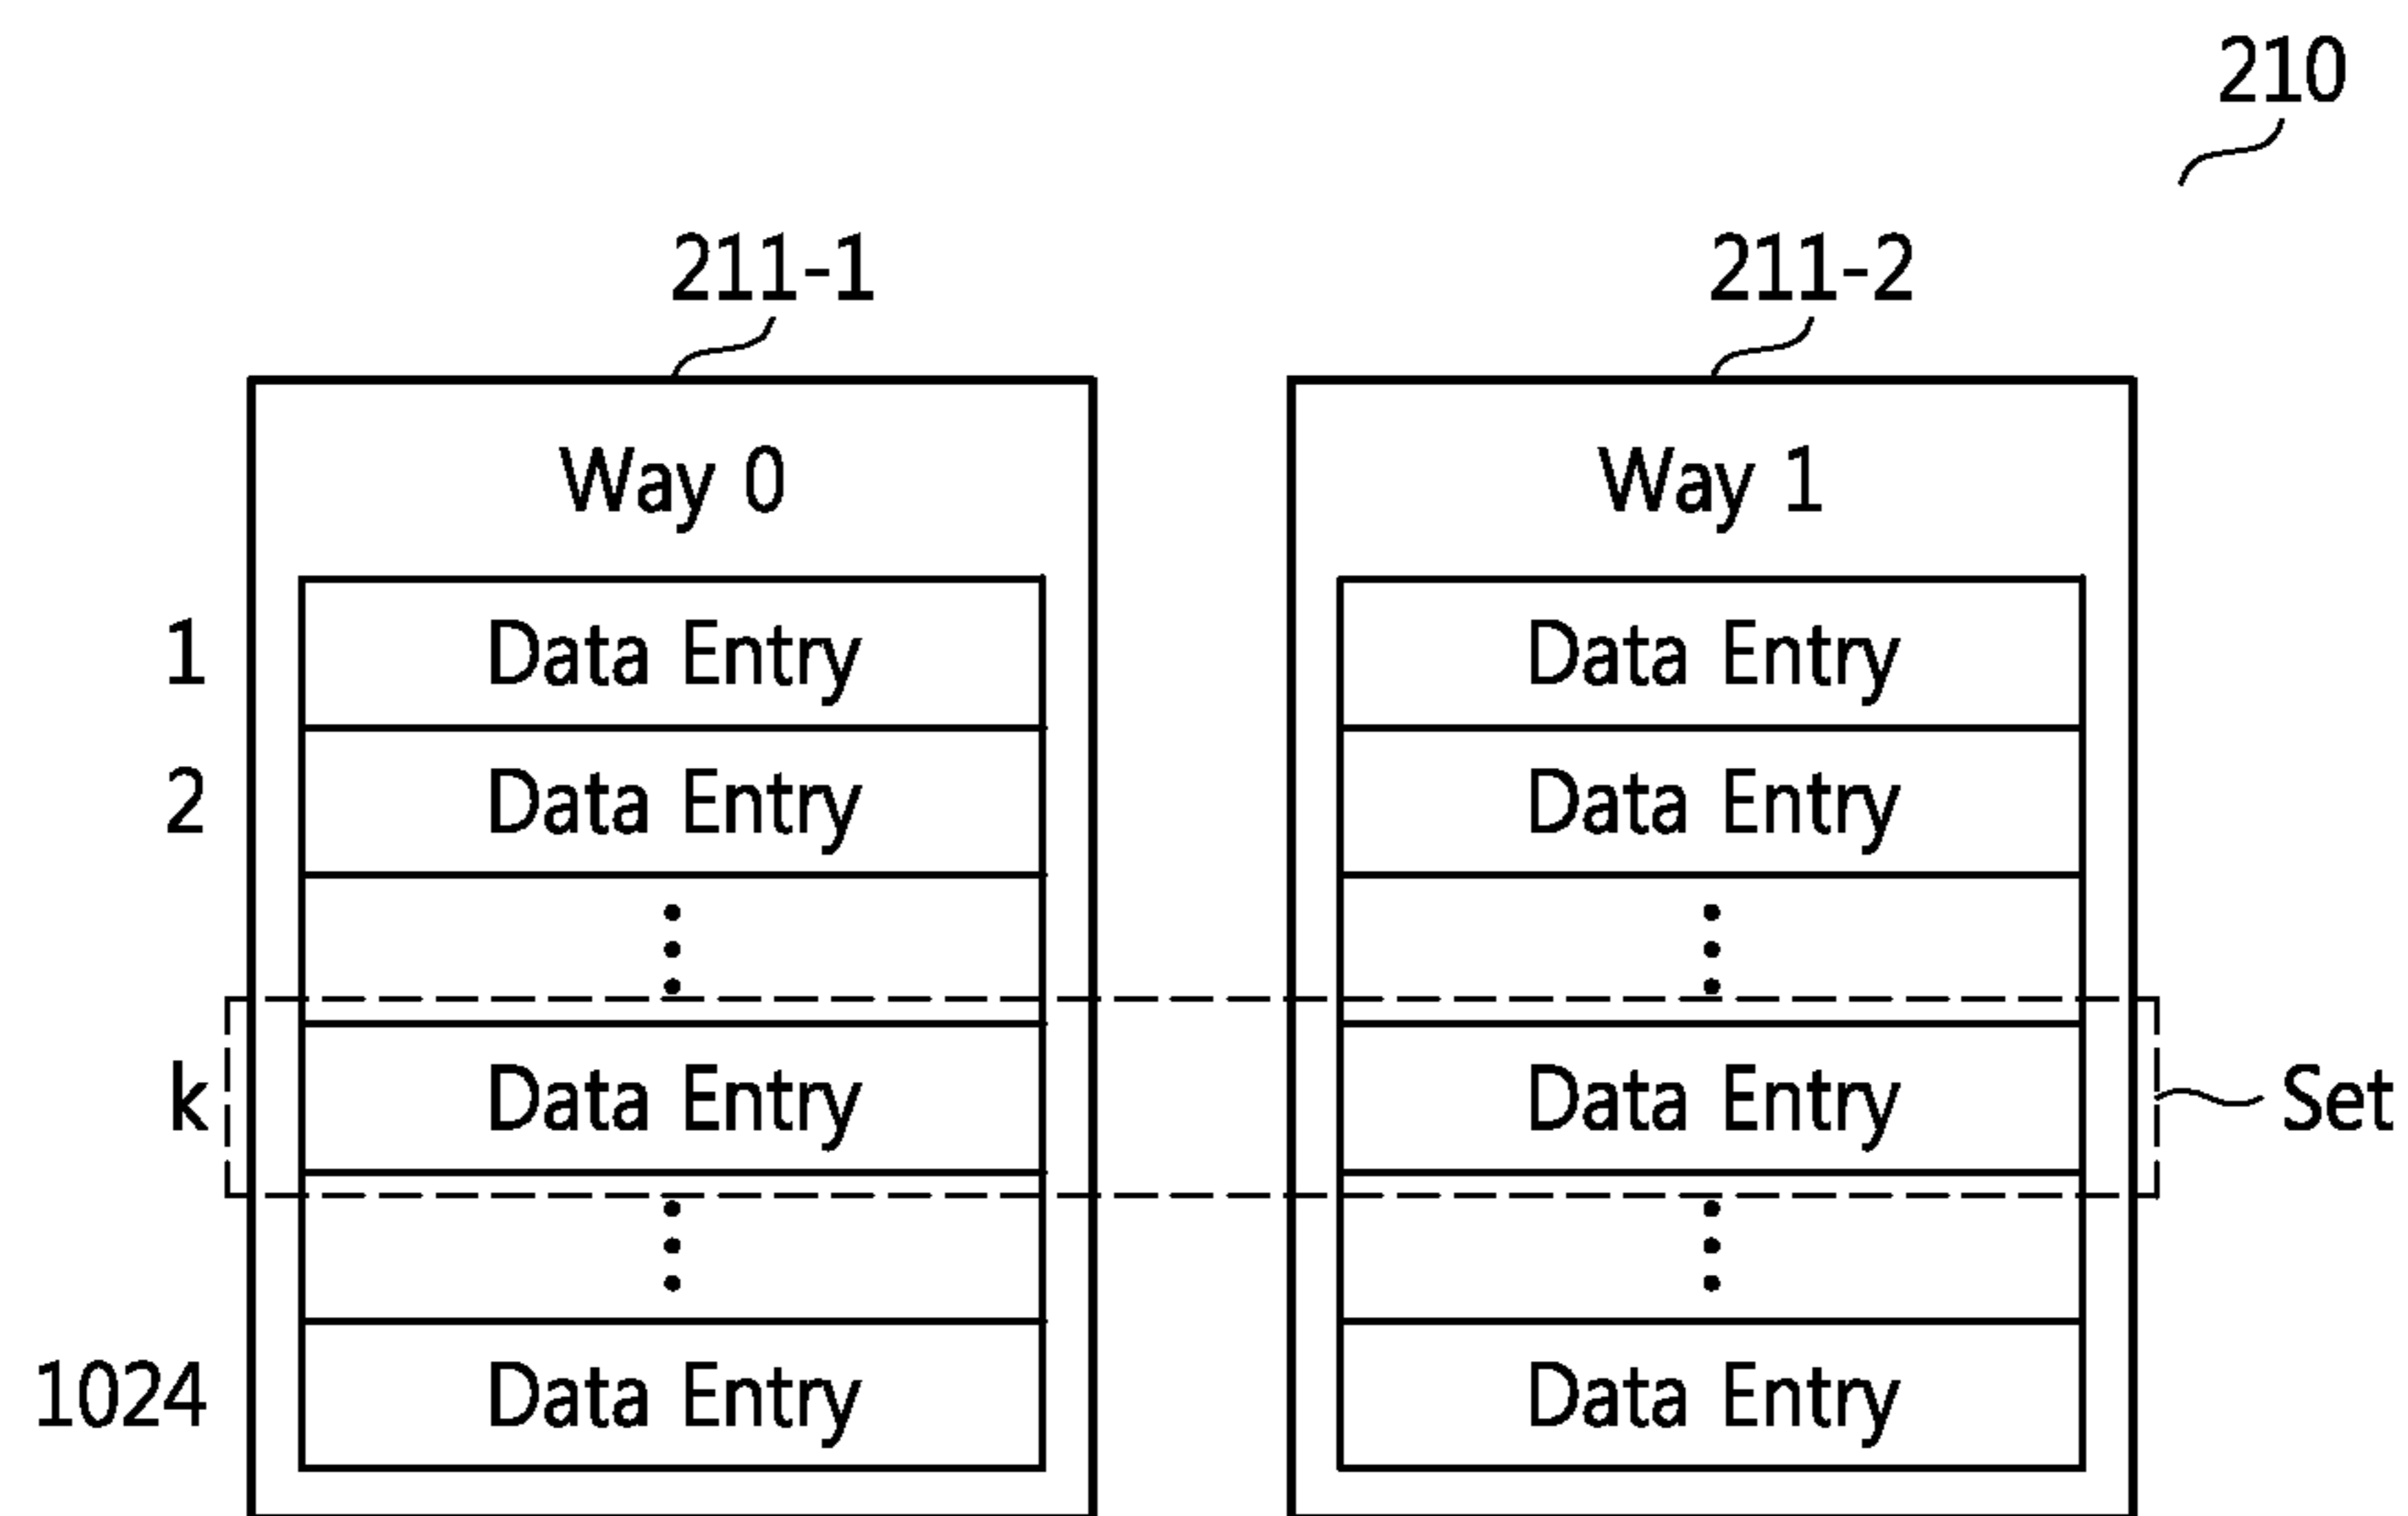 210
211-1 211-2
Way 0 Way 1
1 Data Entry Data Entry
2 Data Entry Data Entry
k Data Entry Data Entry Set
1024 Data Entry Data Entry